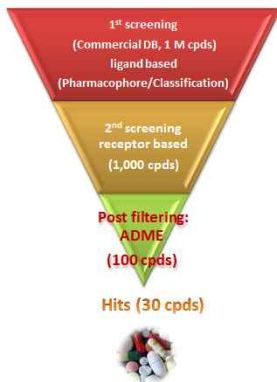 1st screening
(Commercial DB, 1 M cpds)
ligand based
(Pharmacophore/Classification)
2nd screening
receptor based
(1,000 cpds)
Post filtering:
ADME
(100 cpds)
Hits (30 cpds)